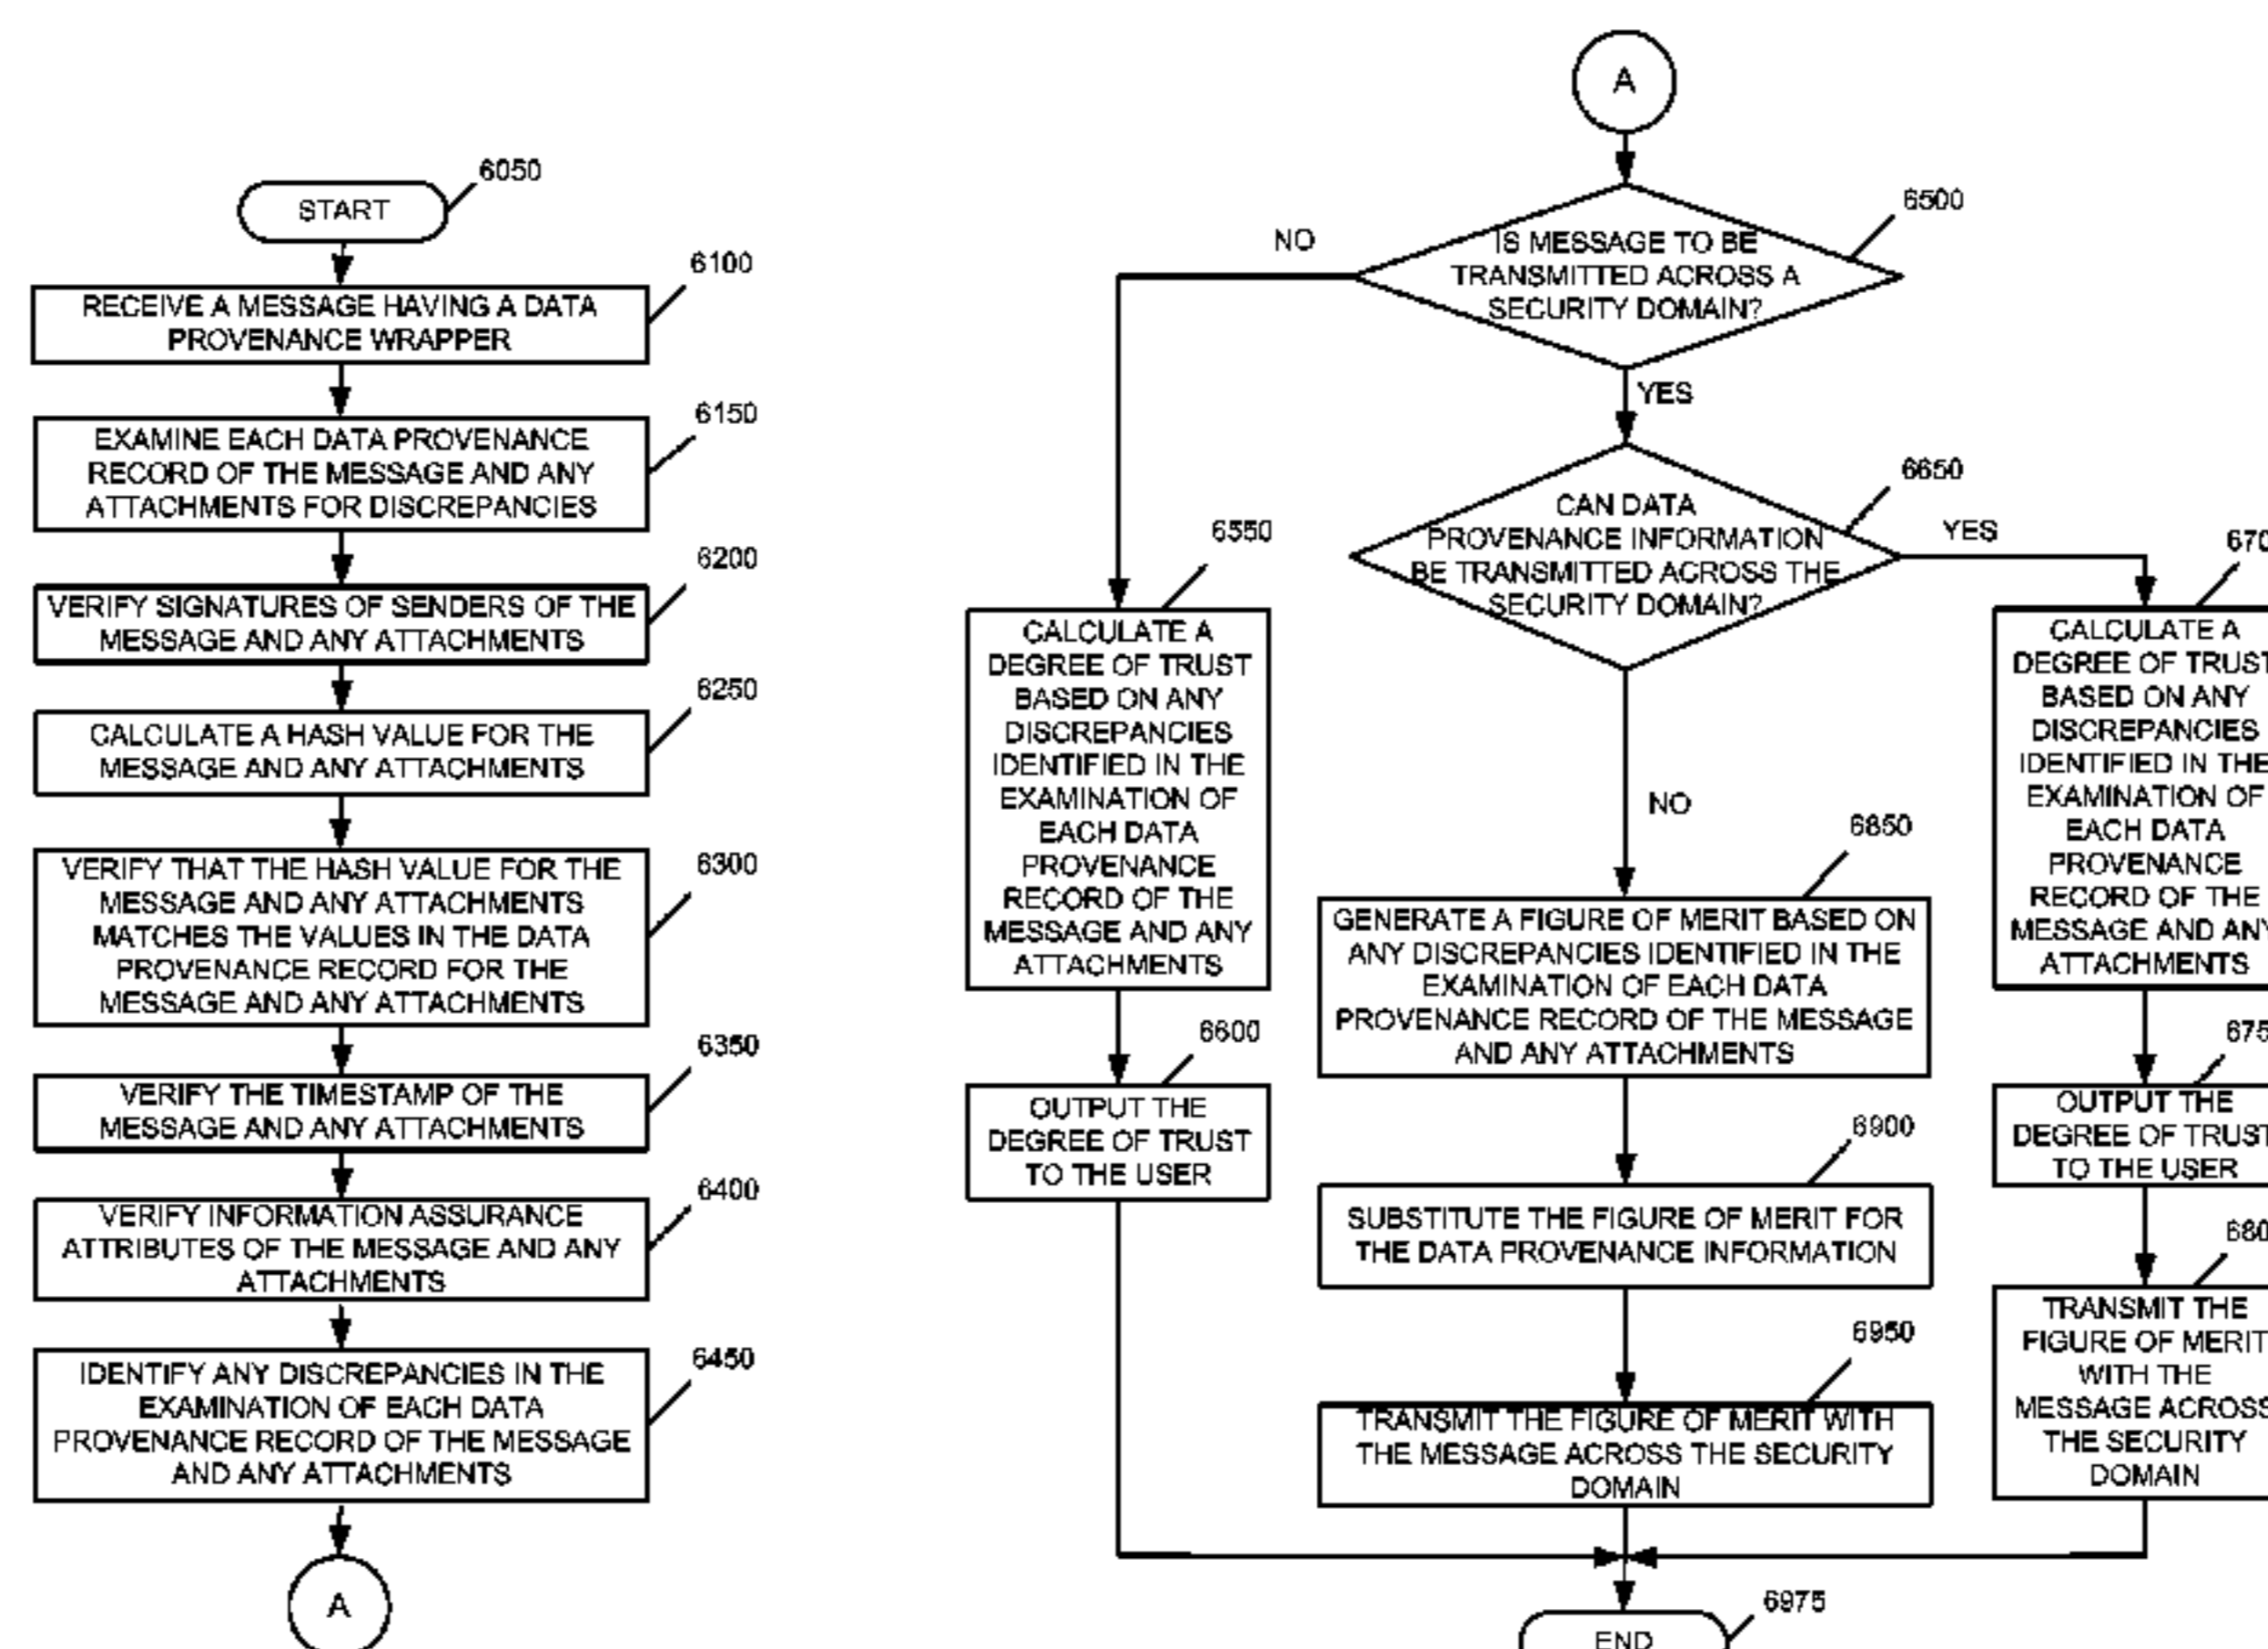 START
6050
RECEIVE A MESSAGE HAVING A DATA
PROVENANCE WRAPPER
6100
EXAMINE EACH DATA PROVENANCE
RECORD OF THE MESSAGE AND ANY
ATTACHMENTS FOR DISCREPANCIES
6150
VERIFY SIGNATURES OF SENDERS OF THE
MESSAGE AND ANY ATTACHMENTS
6200
CALCULATE A HASH VALUE FOR THE
MESSAGE AND ANY ATTACHMENTS
6250
VERIFY THAT THE HASH VALUE FOR THE
MESSAGE AND ANY ATTACHMENTS
MATCHES THE VALUES IN THE DATA
PROVENANCE RECORD FOR THE
MESSAGE AND ANY ATTACHMENTS
6300
VERIFY THE TIMESTAMP OF THE
MESSAGE AND ANY ATTACHMENTS
6350
VERIFY INFORMATION ASSURANCE
ATTRIBUTES OF THE MESSAGE AND ANY
ATTACHMENTS
6400
IDENTIFY ANY DISCREPANCIES IN THE
EXAMINATION OF EACH DATA
PROVENANCE RECORD OF THE MESSAGE
AND ANY ATTACHMENTS
6450
A
A
IS MESSAGE TO BE
TRANSMITTED ACROSS A
SECURITY DOMAIN?
6500
NO
YES
CAN DATA
PROVENANCE INFORMATION
BE TRANSMITTED ACROSS THE
SECURITY DOMAIN?
6650
YES
NO
CALCULATE A
DEGREE OF TRUST
BASED ON ANY
DISCREPANCIES
IDENTIFIED IN THE
EXAMINATION OF
EACH DATA
PROVENANCE
RECORD OF THE
MESSAGE AND ANY
ATTACHMENTS
6550
OUTPUT THE
DEGREE OF TRUST
TO THE USER
6600
GENERATE A FIGURE OF MERIT BASED ON
ANY DISCREPANCIES IDENTIFIED IN THE
EXAMINATION OF EACH DATA
PROVENANCE RECORD OF THE MESSAGE
AND ANY ATTACHMENTS
6850
SUBSTITUTE THE FIGURE OF MERIT FOR
THE DATA PROVENANCE INFORMATION
6900
TRANSMIT THE FIGURE OF MERIT WITH
THE MESSAGE ACROSS THE SECURITY
DOMAIN
6950
CALCULATE A
DEGREE OF TRUST
BASED ON ANY
DISCREPANCIES
IDENTIFIED IN THE
EXAMINATION OF
EACH DATA
PROVENANCE
RECORD OF THE
MESSAGE AND ANY
ATTACHMENTS
670
OUTPUT THE
DEGREE OF TRUST
TO THE USER
675
TRANSMIT THE
FIGURE OF MERIT
WITH THE
MESSAGE ACROSS
THE SECURITY
DOMAIN
680
END
6975